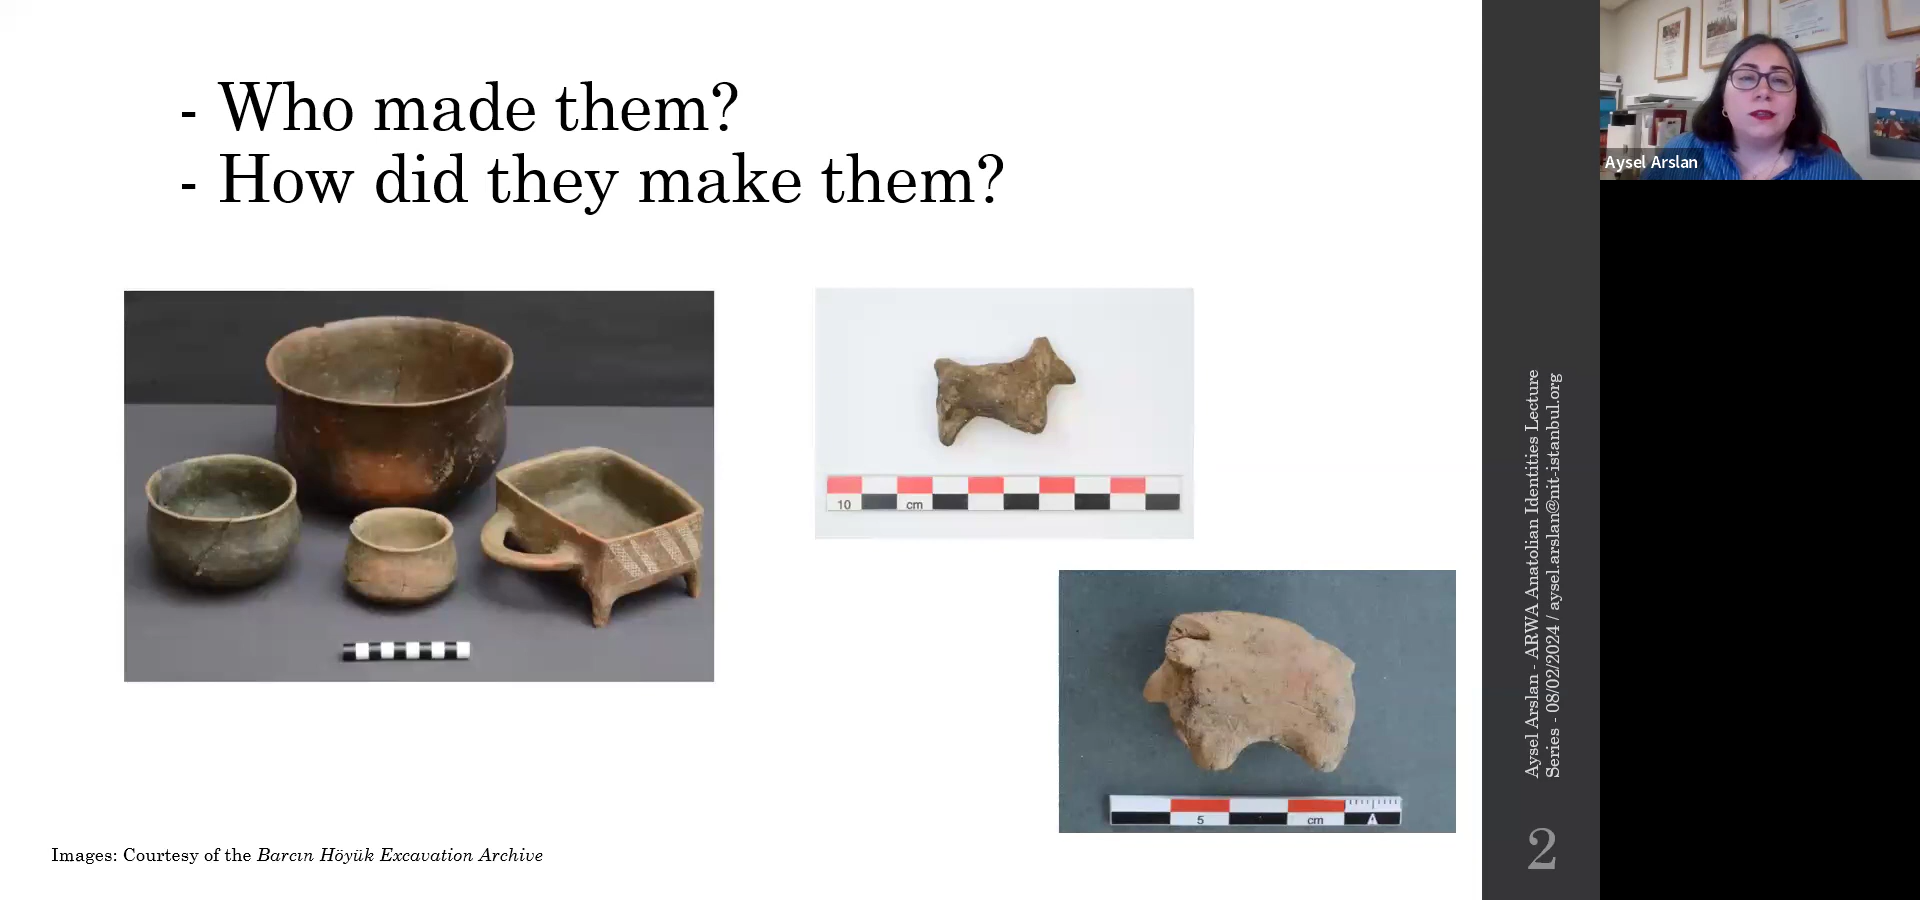 - Who made them?
- How did they make them?
10 cm
5 cm A
Images: Courtesy of the Barcın Höyük Excavation Archive
Aysel Arslan - ARWA Anatolian Identities Lecture
Series - 08/02/2024 / aysel.arslan@nit-istanbul.org
2
Aysel Arslan